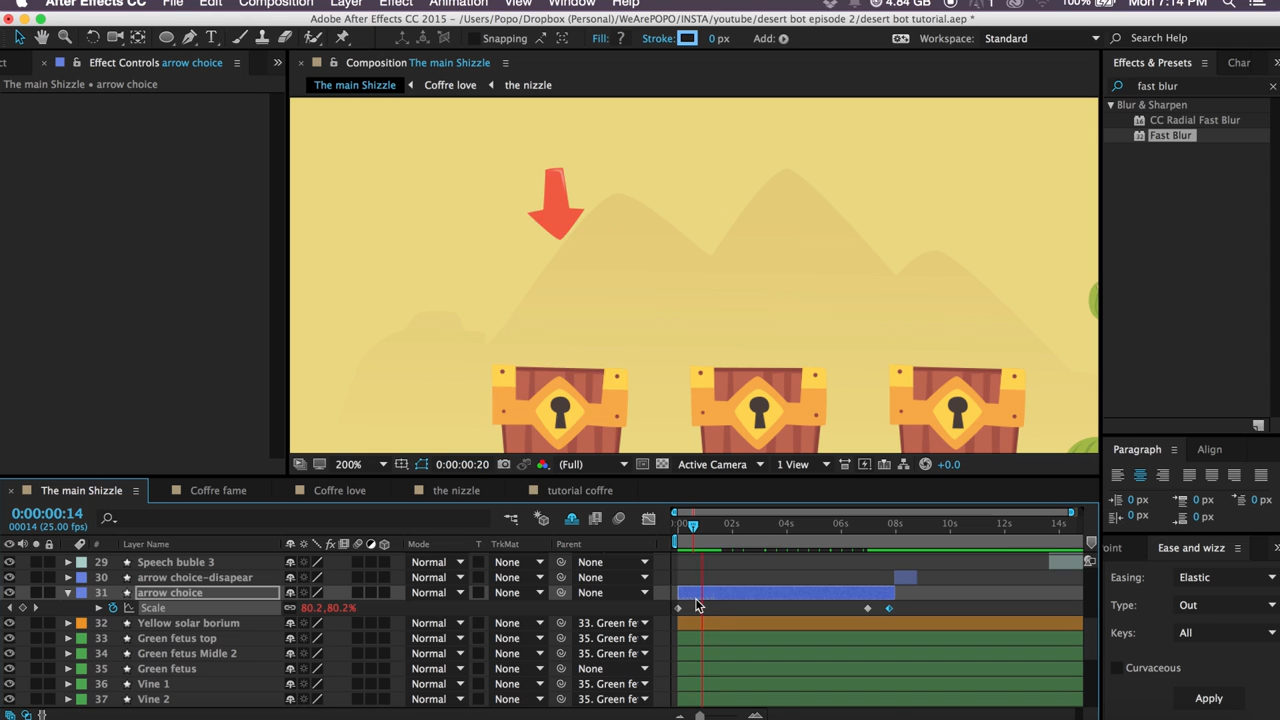 After Effects CC File Edit Composition Layer Effect Animation View Window Help 4.84 GB 1 100% Mon 7:14 PM
Adobe After Effects CC 2015 - /Users/Popo/Dropbox (Personal)/WeArePOPO/INSTA/youtube/desert bot episode 2/desert bot tutorial.aep *
Snapping Fill: ? Stroke: 0 px Add: Workspace: Standard Search Help
Effect Controls arrow choice
Composition The main Shizzle
Effects & Presets Char
The main Shizzle • arrow choice
The main Shizzle Coffre love the nizzle
fast blur
Blur & Sharpen
CC Radial Fast Blur
Fast Blur
200% 0:00:00:20 (Full) Active Camera 1 View +0.0
Paragraph Align
0 px 0 px 0 px
0 px 0 px
The main Shizzle Coffre fame Coffre love the nizzle tutorial coffre
0:00:00:14
00014 (25.00 fps)
:00 02s 04s 06s 08s 10s 12s 14s
# Layer Name fx Mode T TrkMat Parent
29 Speech buble 3 Normal None None
30 arrow choice-disapear Normal None None
31 arrow choice Normal None None
Scale 80.2,80.2%
32 Yellow solar borium Normal None 33. Green fe
33 Green fetus top Normal None 34. Green fe
34 Green fetus Midle 2 Normal None 35. Green fe
35 Green fetus Normal None None
36 Vine 1 Normal None 35. Green fe
37 Vine 2 Normal None 35. Green fe
oint Ease and wizz
Easing: Elastic
Type: Out
Keys: All
Curvaceous
Apply